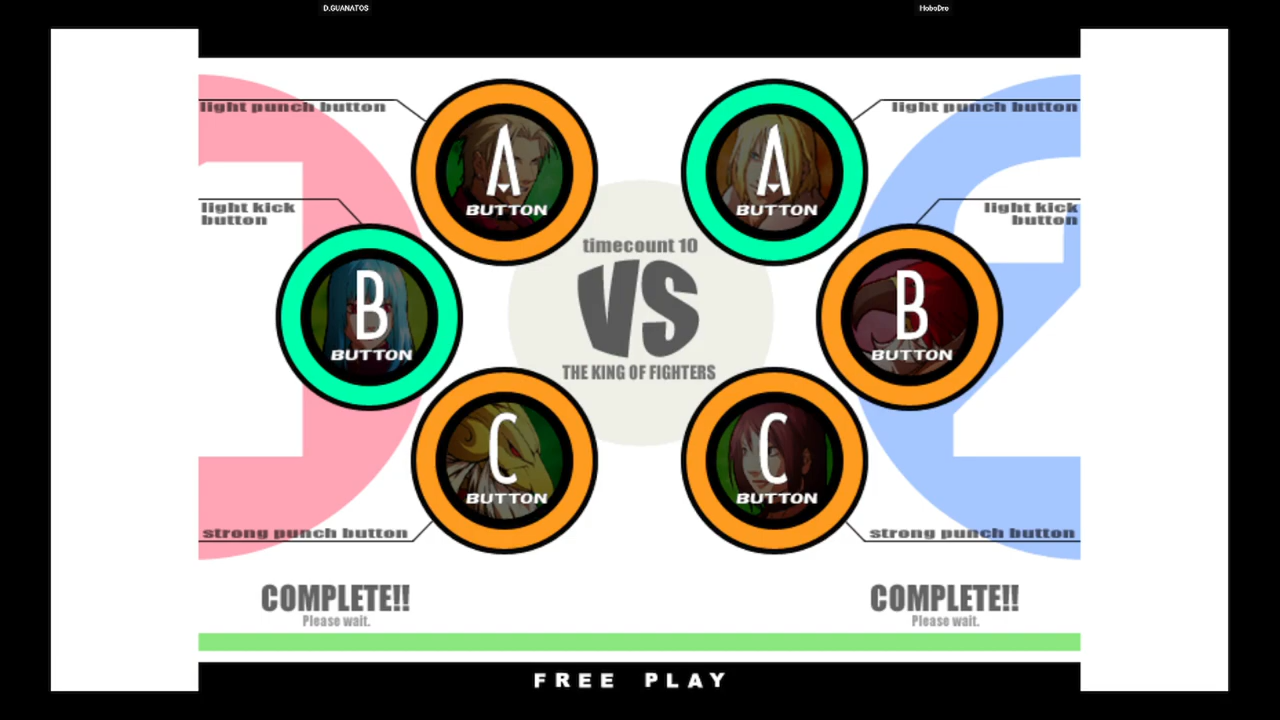 D.GUANATOS
HoboDre
light punch button
A
BUTTON
A
BUTTON
light punch button
light kick
button
B
BUTTON
timecount 10
VS
THE KING OF FIGHTERS
light kick
button
B
BUTTON
strong punch button
C
BUTTON
C
BUTTON
strong punch button
COMPLETE!!
Please wait.
COMPLETE!!
Please wait.
FREE PLAY